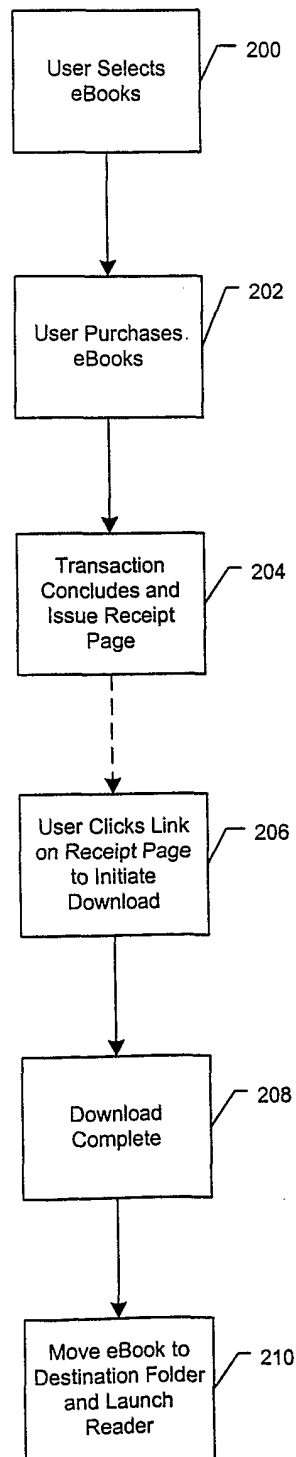 User Selects
eBooks
200
User Purchases
eBooks
202
Transaction
Concludes and
Issue Receipt
Page
204
User Clicks Link
on Receipt Page
to Initiate
Download
206
Download
Complete
208
Move eBook to
Destination Folder
and Launch
Reader
210